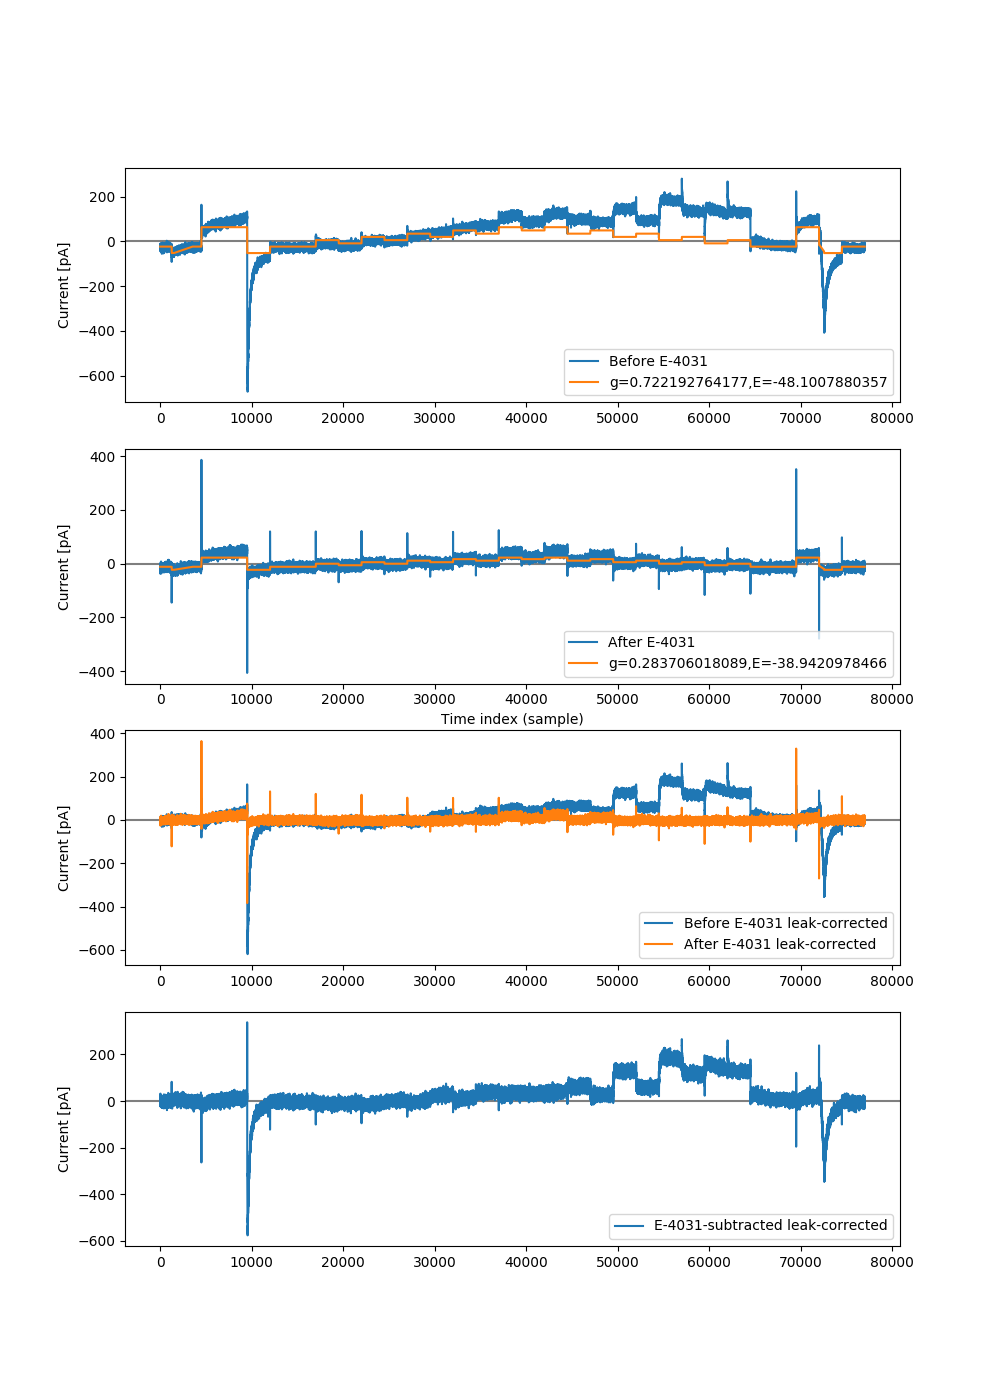 200
0
−200
−400
−600
Current [pA]
Before E-4031
g=0.722192764177,E=-48.1007880357
0 10000 20000 30000 40000 50000 60000 70000 80000
400
200
0
−200
−400
Current [pA]
After E-4031
g=0.283706018089,E=-38.9420978466
0 10000 20000 30000 40000 50000 60000 70000 80000
Time index (sample)
400
200
0
−200
−400
−600
Current [pA]
Before E-4031 leak-corrected
After E-4031 leak-corrected
0 10000 20000 30000 40000 50000 60000 70000 80000
200
0
−200
−400
−600
Current [pA]
E-4031-subtracted leak-corrected
0 10000 20000 30000 40000 50000 60000 70000 80000